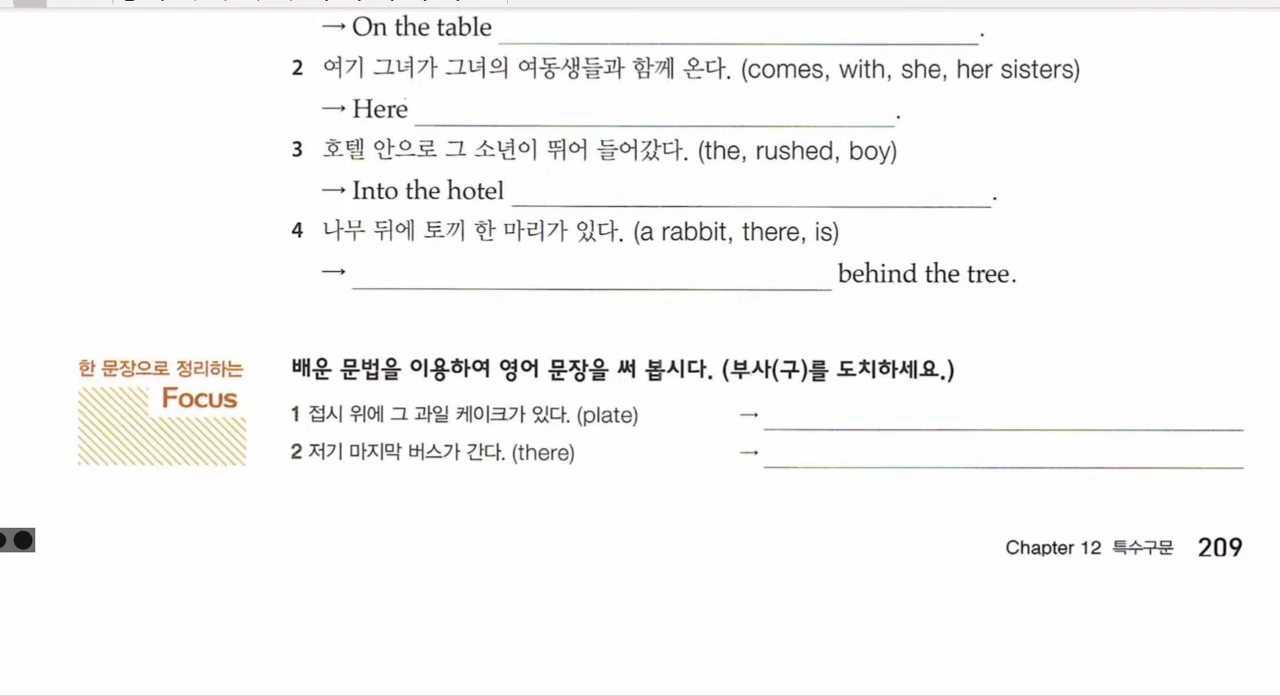 → On the table ______.
2 여기 그녀가 그녀의 여동생들과 함께 온다. (comes, with, she, her sisters)
→ Here ______.
3 호텔 안으로 그 소년이 뛰어 들어갔다. (the, rushed, boy)
→ Into the hotel ______.
4 나무 뒤에 토끼 한 마리가 있다. (a rabbit, there, is)
→ ______ behind the tree.
한 문장으로 정리하는
Focus
배운 문법을 이용하여 영어 문장을 써 봅시다. (부사(구)를 도치하세요.)
1 접시 위에 그 과일 케이크가 있다. (plate) → ______
2 저기 마지막 버스가 간다. (there) → ______
Chapter 12 특수구문 209